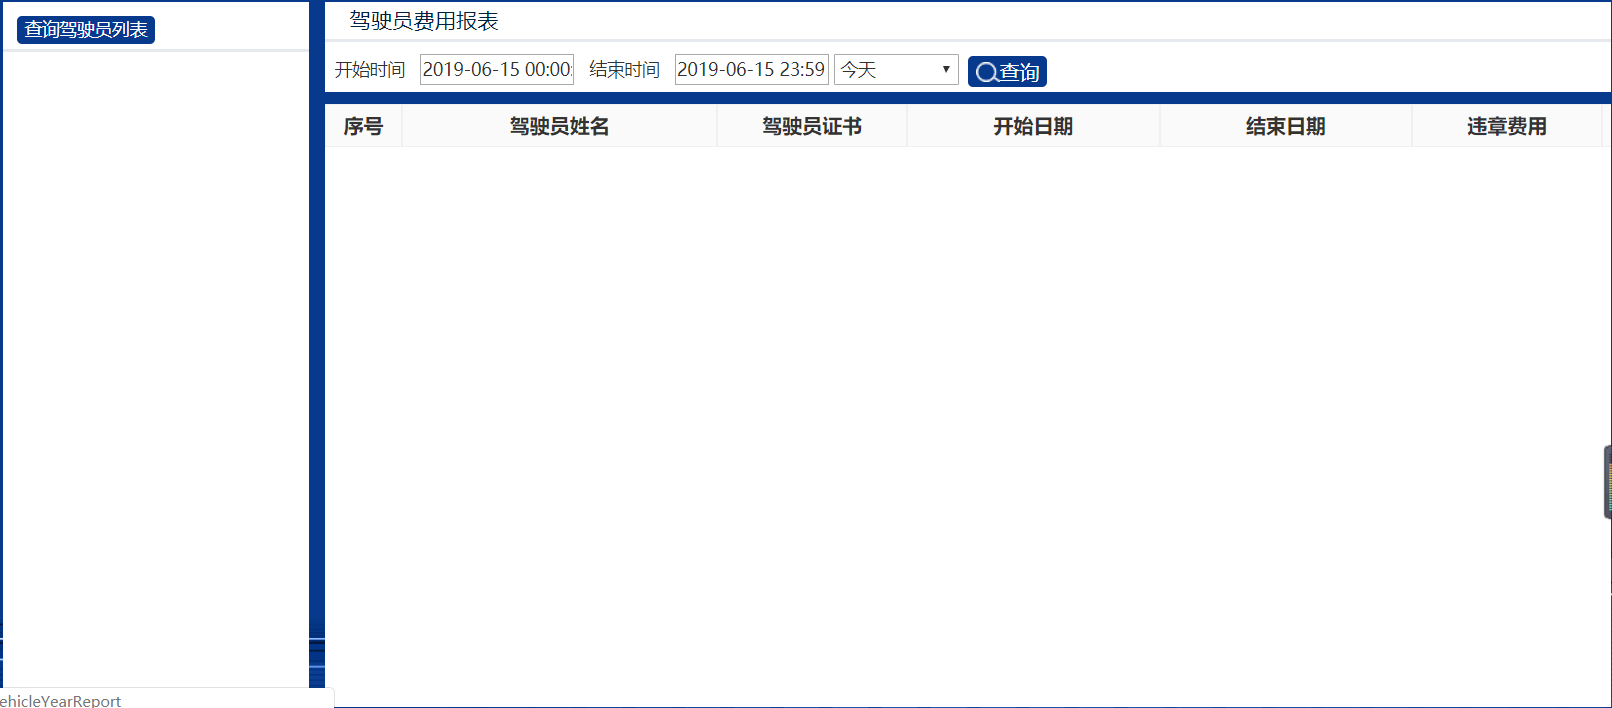 查询驾驶员列表
驾驶员费用报表
开始时间 2019-06-15 00:00: 结束时间 2019-06-15 23:59 今天 查询
序号 驾驶员姓名 驾驶员证书 开始日期 结束日期 违章费用
ehicleYearReport